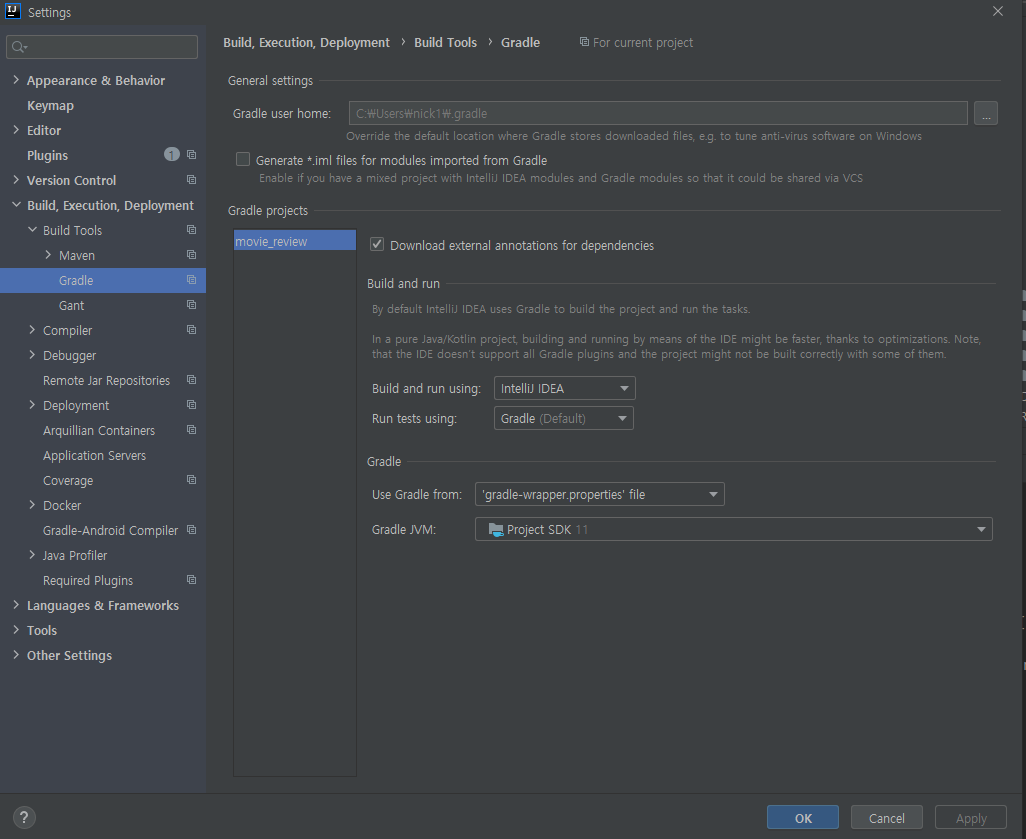 IJ
Settings
Appearance & Behavior
Keymap
Editor
Plugins 1
Version Control
Build, Execution, Deployment
Build Tools
Maven
Gradle
Gant
Compiler
Debugger
Remote Jar Repositories
Deployment
Arquillian Containers
Application Servers
Coverage
Docker
Gradle-Android Compiler
Java Profiler
Required Plugins
Languages & Frameworks
Tools
Other Settings
Build, Execution, Deployment › Build Tools › Gradle For current project
General settings
Gradle user home: C:₩Users₩nick1₩.gradle ...
Override the default location where Gradle stores downloaded files, e.g. to tune anti-virus software on Windows
Generate *.iml files for modules imported from Gradle
Enable if you have a mixed project with IntelliJ IDEA modules and Gradle modules so that it could be shared via VCS
Gradle projects
movie_review
Download external annotations for dependencies
Build and run
By default IntelliJ IDEA uses Gradle to build the project and run the tasks.
In a pure Java/Kotlin project, building and running by means of the IDE might be faster, thanks to optimizations. Note,
that the IDE doesn't support all Gradle plugins and the project might not be built correctly with some of them.
Build and run using: IntelliJ IDEA
Run tests using: Gradle (Default)
Gradle
Use Gradle from: 'gradle-wrapper.properties' file
Gradle JVM: Project SDK 11
?
OK Cancel Apply